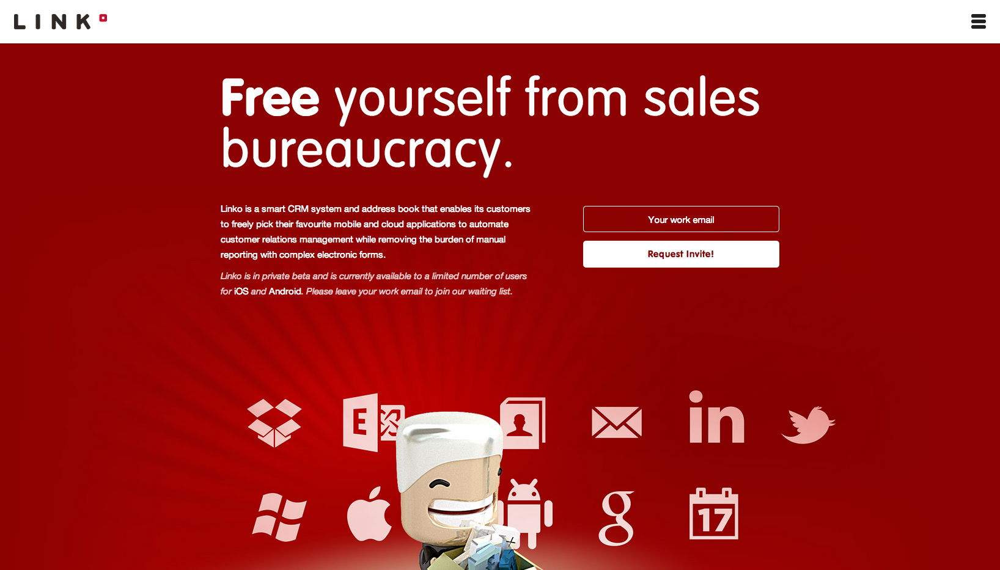 LINKO
Free yourself from sales
bureaucracy.
Linko is a smart CRM system and address book that enables its customers
to freely pick their favourite mobile and cloud applications to automate
customer relations management while removing the burden of manual
reporting with complex electronic forms.
Linko is in private beta and is currently available to a limited number of users
for iOS and Android. Please leave your work email to join our waiting list.
Your work email
Request Invite!
E
in
g
17